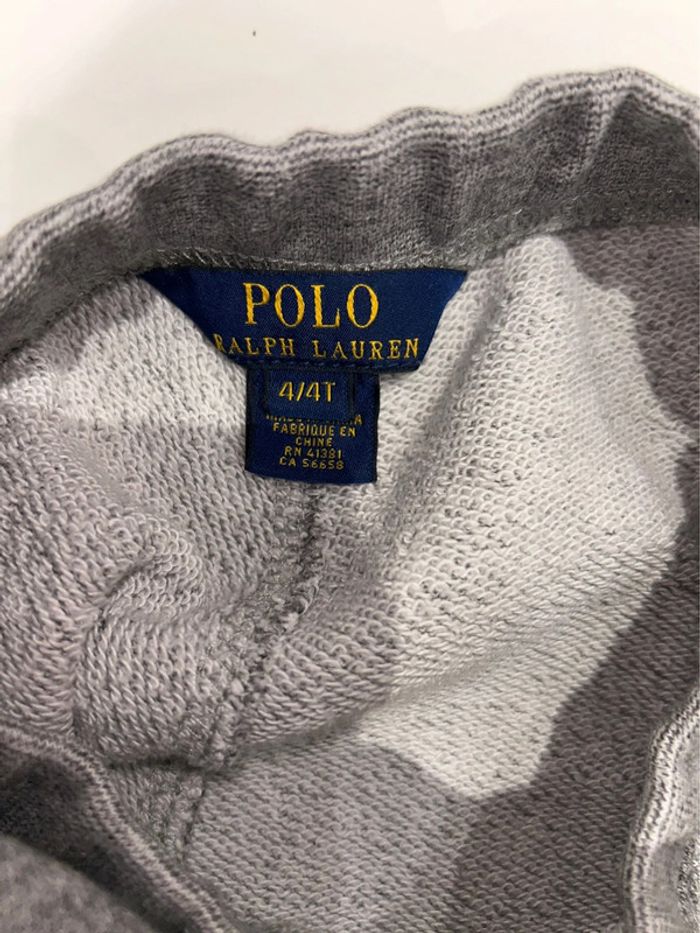 POLO
RALPH LAUREN
4/4T
FABRIQUE EN
CHINE
RN 41381
CA 56658